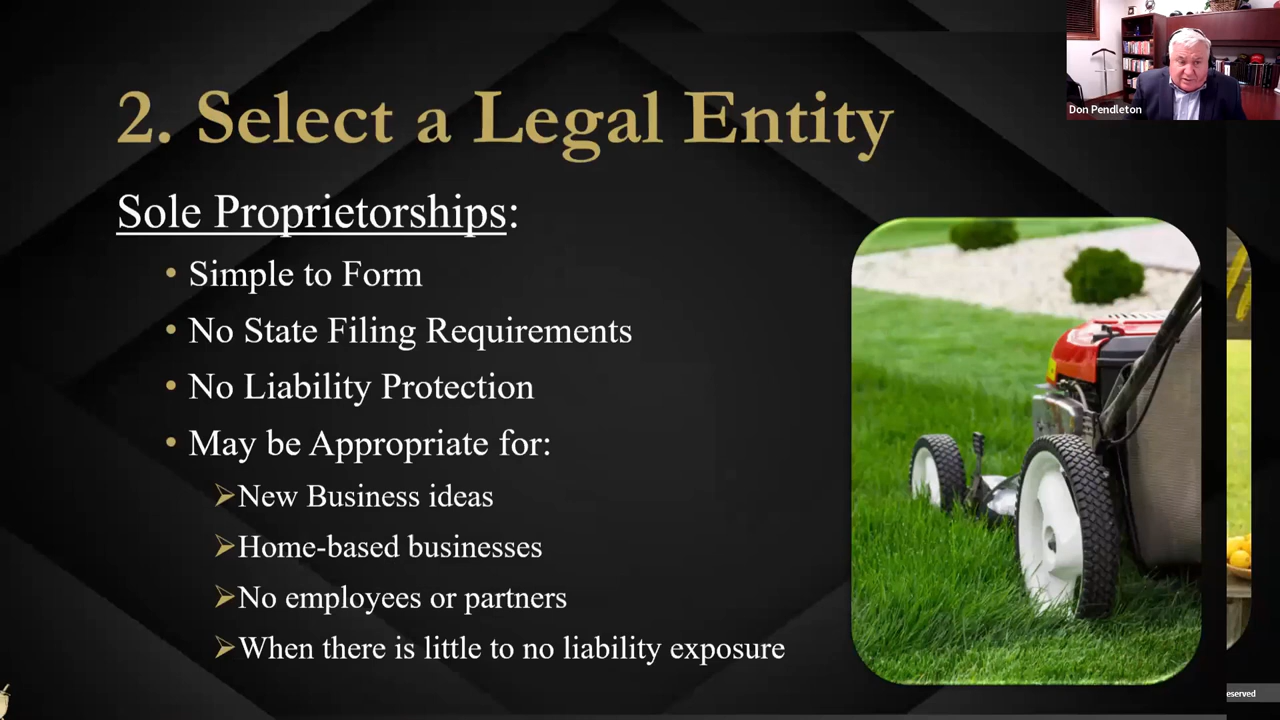 Don Pendleton
2. Select a Legal Entity
Sole Proprietorships:
• Simple to Form
• No State Filing Requirements
• No Liability Protection
• May be Appropriate for:
➢New Business ideas
➢Home-based businesses
➢No employees or partners
➢When there is little to no liability exposure
eserved